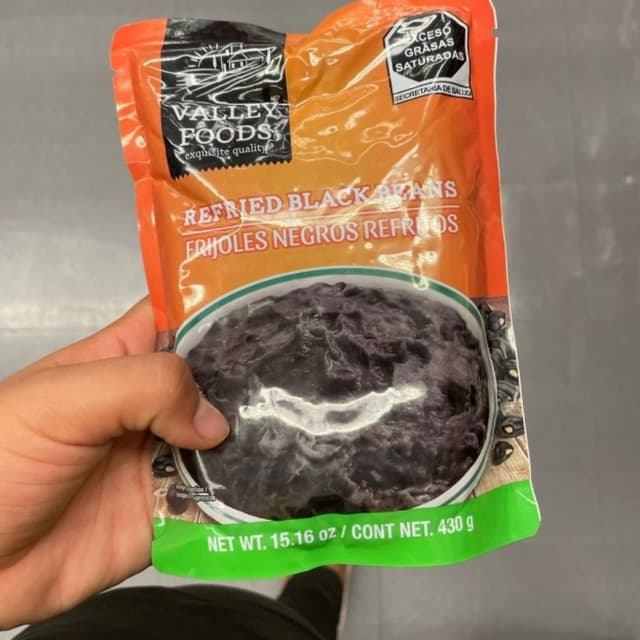 EXCESO
GRASAS
SATURADAS
SECRETARÍA DE SALUD
VALLEY
FOODS
exquisite quality
REFRIED BLACK BEANS
FRIJOLES NEGROS REFRITOS
NET WT. 15.16 oz / CONT NET. 430 g